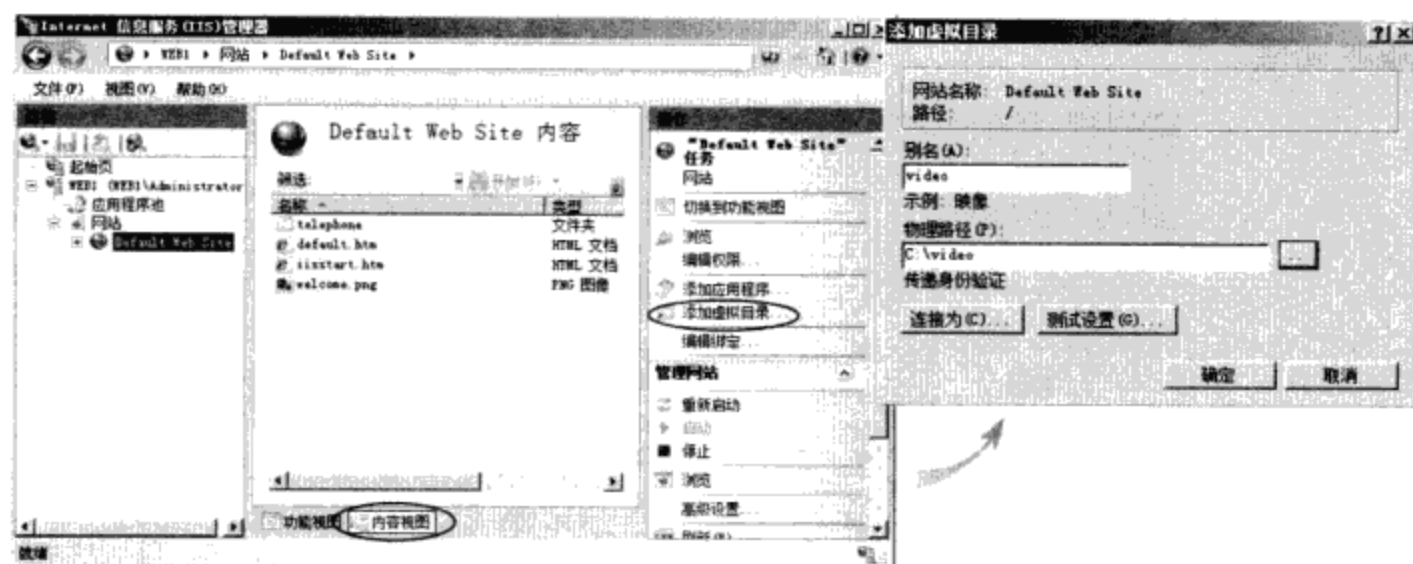 Internet 信息服务(IIS)管理器
WEB1 ▸ 网站 ▸ Default Web Site ▸
文件(F) 视图(V) 帮助(H)
起始页
WEB1 (WEB1\Administrator
应用程序池
网站
Default Web Site
Default Web Site 内容
筛选:
名称 类型
telephone 文件夹
default.htm HTML 文档
iisstart.htm HTML 文档
welcome.png PNG 图像
功能视图 内容视图
就绪
操作
"Default Web Site" 任务
网站
切换到功能视图
浏览
编辑权限...
添加应用程序...
添加虚拟目录...
编辑绑定...
管理网站
重新启动
启动
停止
浏览
高级设置...
刷新(R)
添加虚拟目录
网站名称: Default Web Site
路径: /
别名(A):
video
示例: 映像
物理路径(P):
C:\video
...
传递身份验证
连接为(C)... 测试设置(G)...
确定 取消